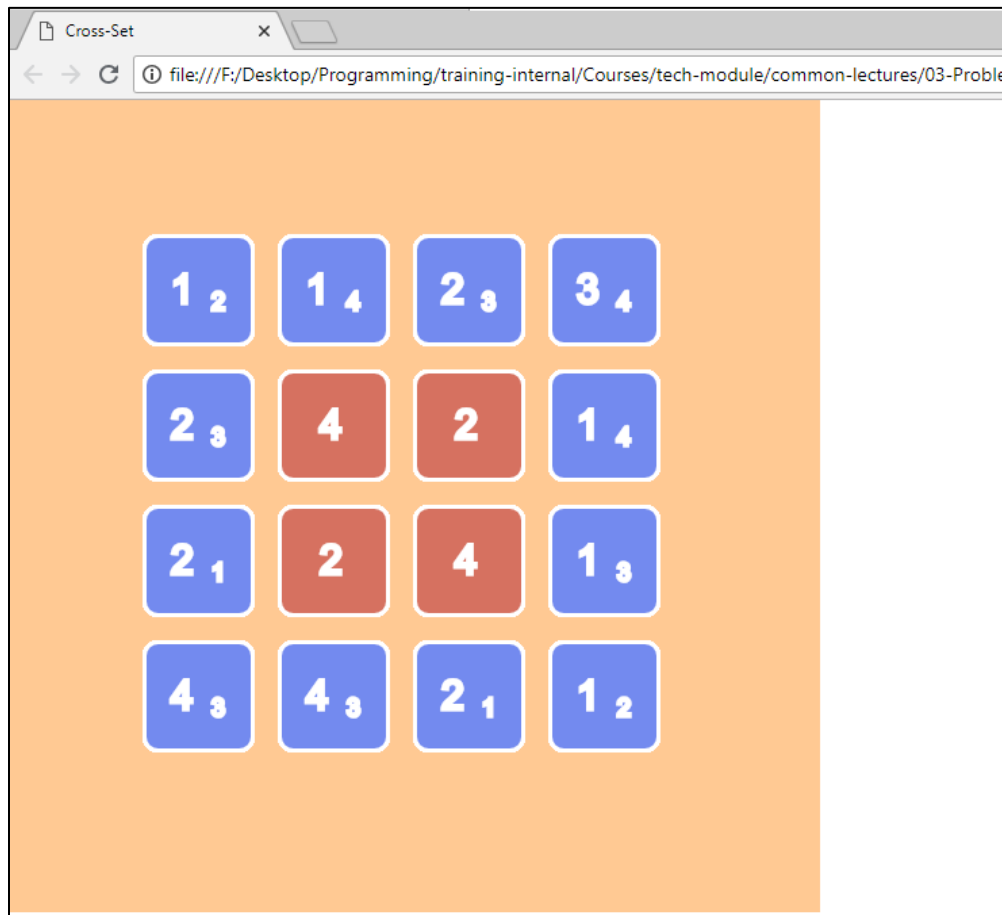 Cross-Set
file:///F:/Desktop/Programming/training-internal/Courses/tech-module/common-lectures/03-Proble
1 2 1 4 2 3 3 4
2 3 4 2 1 4
2 1 2 4 1 3
4 3 4 3 2 1 1 2